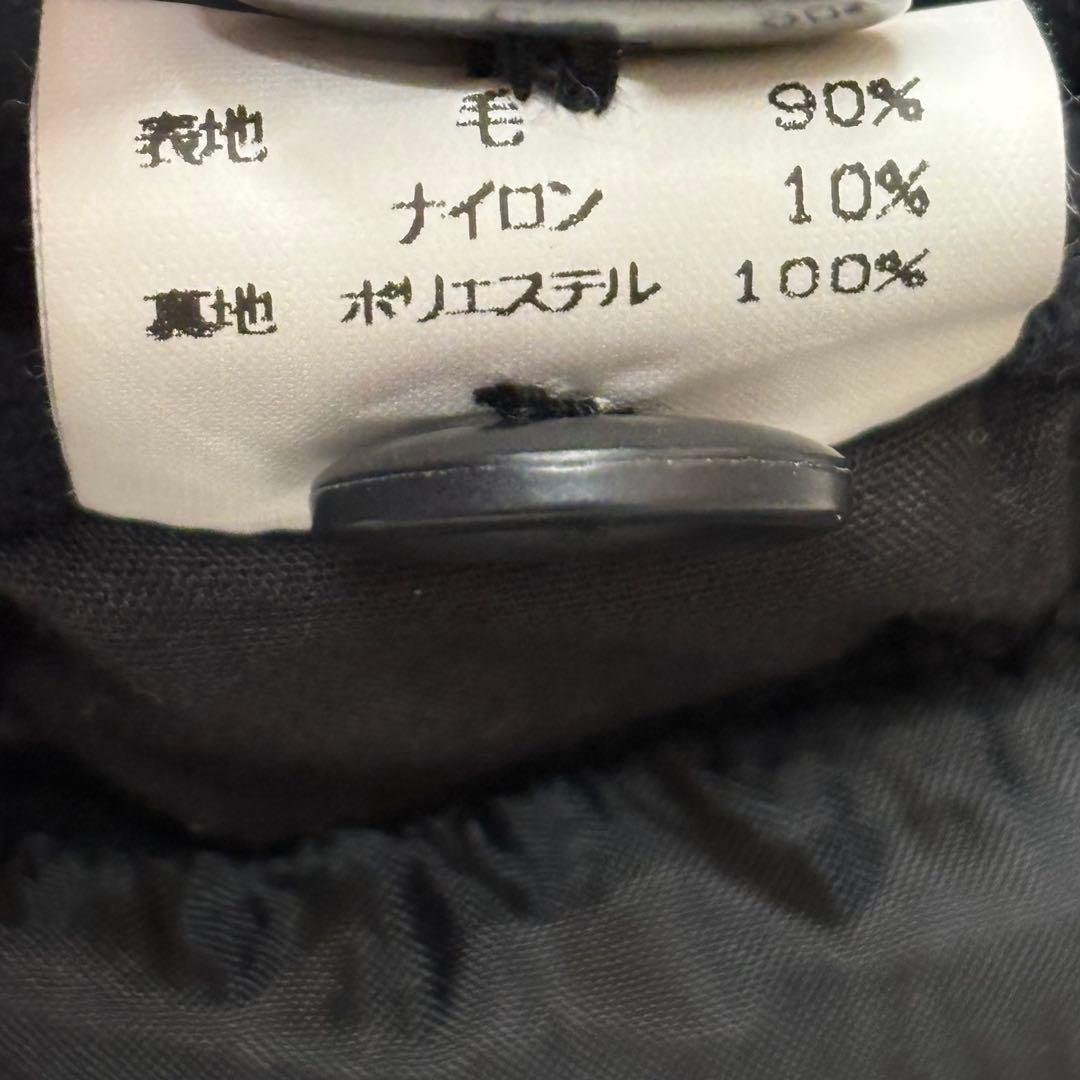 表地 毛 90%
ナイロン 10%
裏地 ポリエステル 100%